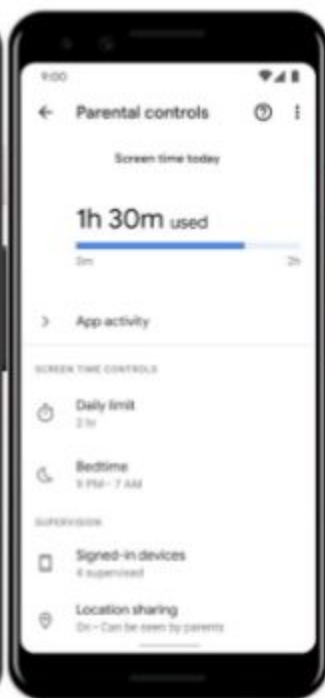 9:00
Parental controls
Screen time today
1h 30m used
0m 2h
App activity
SCREEN TIME CONTROLS
Daily limit
2 hr
Bedtime
9 PM – 7 AM
SUPERVISION
Signed-in devices
4 supervised
Location sharing
On • Can be seen by parents